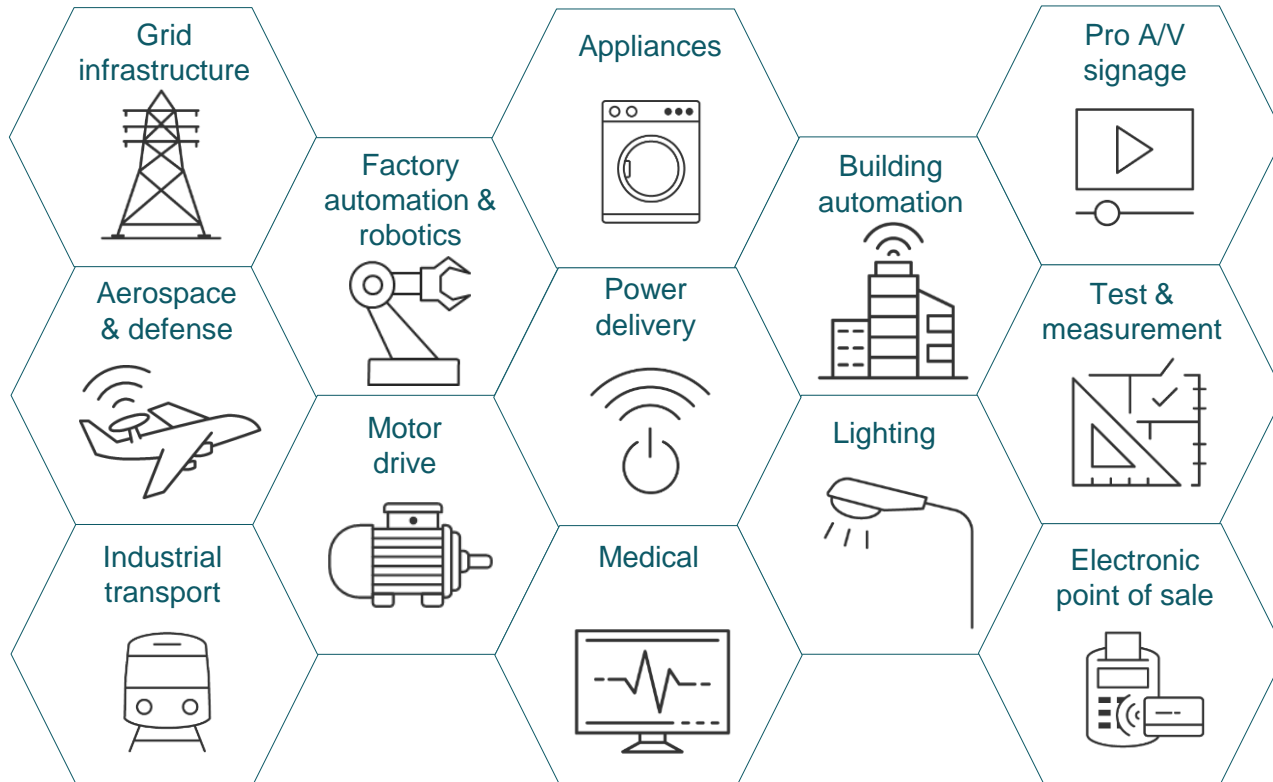 Grid
infrastructure
Appliances
Pro A/V
signage
Factory
automation &
robotics
Building
automation
Aerospace
& defense
Power
delivery
Test &
measurement
Motor
drive
Lighting
Industrial
transport
Medical
Electronic
point of sale